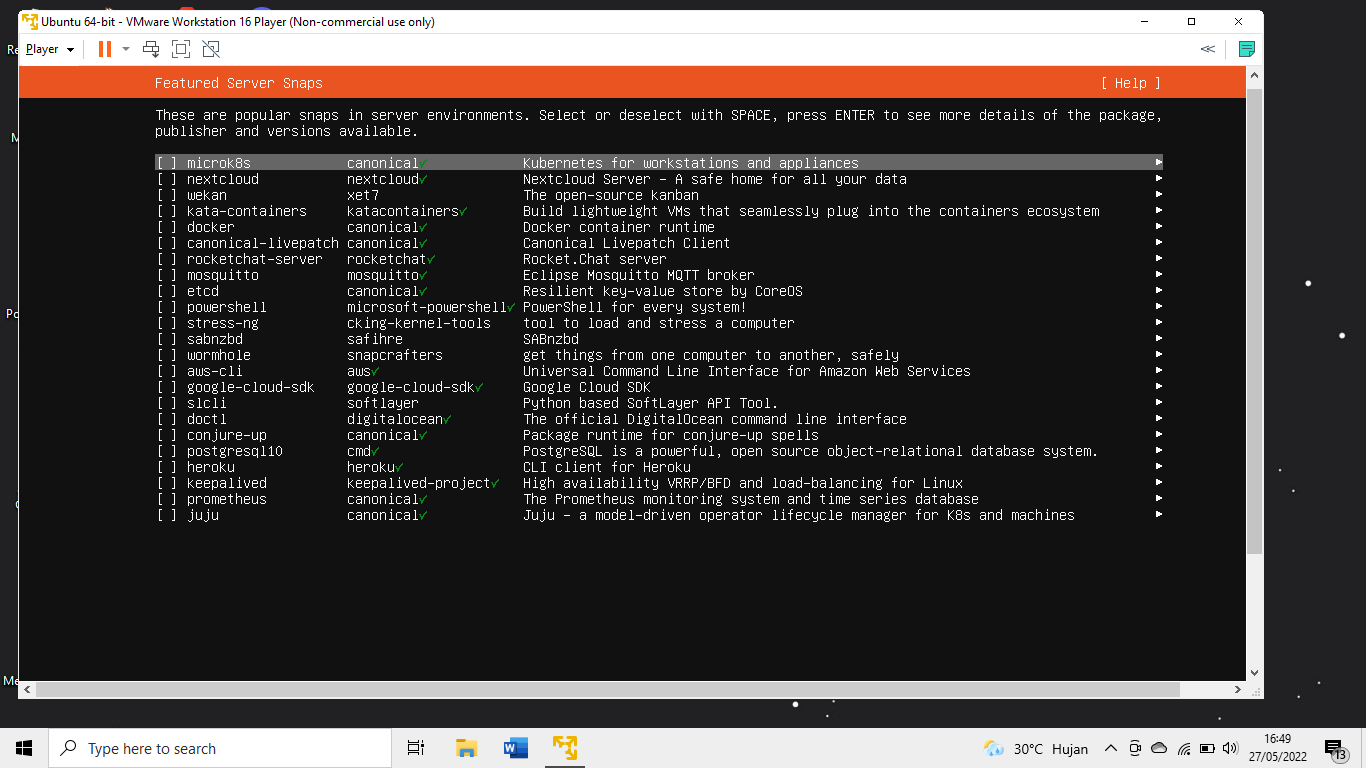 Ubuntu 64-bit - VMware Workstation 16 Player (Non-commercial use only)
Player
Featured Server Snaps [ Help ]
These are popular snaps in server environments. Select or deselect with SPACE, press ENTER to see more details of the package,
publisher and versions available.
[ ] microk8s canonical✓ Kubernetes for workstations and appliances ▸
[ ] nextcloud nextcloud✓ Nextcloud Server - A safe home for all your data ▸
[ ] wekan xet7 The open-source kanban ▸
[ ] kata-containers katacontainers✓ Build lightweight VMs that seamlessly plug into the containers ecosystem ▸
[ ] docker canonical✓ Docker container runtime ▸
[ ] canonical-livepatch canonical✓ Canonical Livepatch Client ▸
[ ] rocketchat-server rocketchat✓ Rocket.Chat server ▸
[ ] mosquitto mosquitto✓ Eclipse Mosquitto MQTT broker ▸
[ ] etcd canonical✓ Resilient key-value store by CoreOS ▸
[ ] powershell microsoft-powershell✓ PowerShell for every system! ▸
[ ] stress-ng cking-kernel-tools tool to load and stress a computer ▸
[ ] sabnzbd safihre SABnzbd ▸
[ ] wormhole snapcrafters get things from one computer to another, safely ▸
[ ] aws-cli aws✓ Universal Command Line Interface for Amazon Web Services ▸
[ ] google-cloud-sdk google-cloud-sdk✓ Google Cloud SDK ▸
[ ] slcli softlayer Python based SoftLayer API Tool. ▸
[ ] doctl digitalocean✓ The official DigitalOcean command line interface ▸
[ ] conjure-up canonical✓ Package runtime for conjure-up spells ▸
[ ] postgresql10 cmd✓ PostgreSQL is a powerful, open source object-relational database system. ▸
[ ] heroku heroku✓ CLI client for Heroku ▸
[ ] keepalived keepalived-project✓ High availability VRRP/BFD and load-balancing for Linux ▸
[ ] prometheus canonical✓ The Prometheus monitoring system and time series database ▸
[ ] juju canonical✓ Juju - a model-driven operator lifecycle manager for K8s and machines ▸
Type here to search
30°C Hujan
16:49
27/05/2022
13